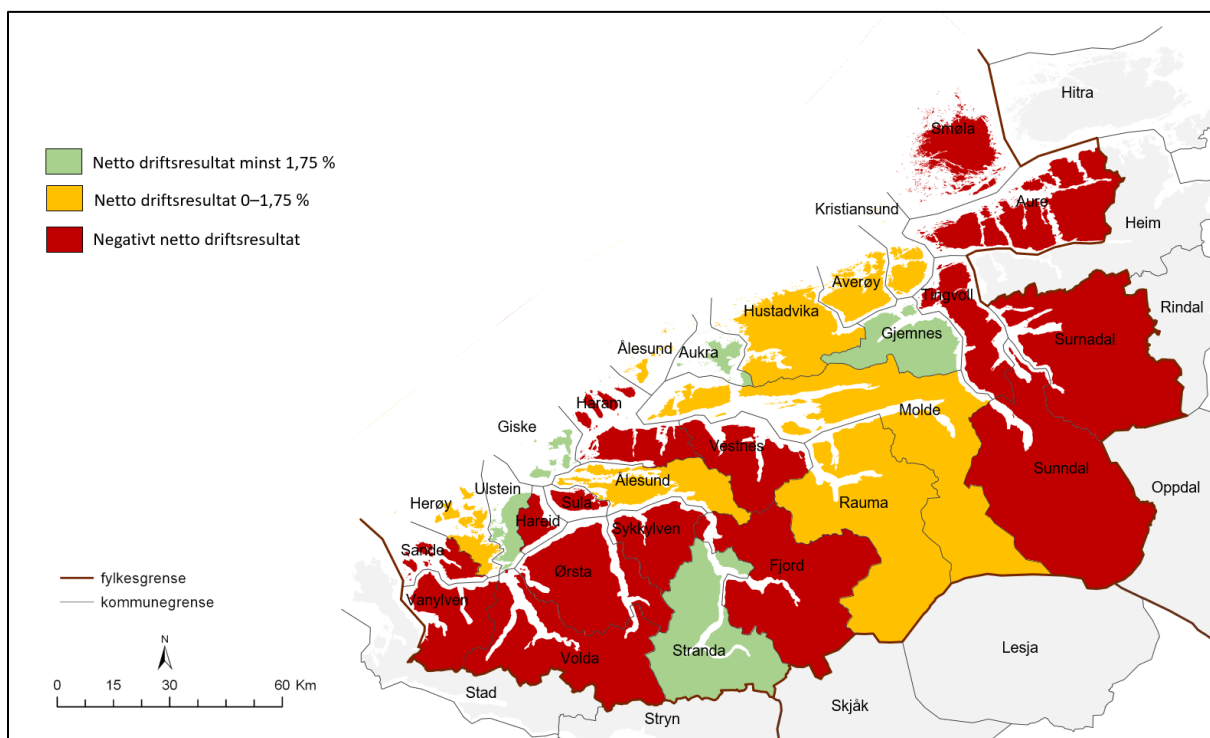 Hitra
Smøla
Netto driftsresultat minst 1,75 %
Netto driftsresultat 0–1,75 %
Negativt netto driftsresultat
Aure
Kristiansund
Heim
Averøy
Tingvoll
Hustadvika
Rindal
Gjemnes
Surnadal
Ålesund
Aukra
Haram
Molde
Giske
Vestnes
Sunndal
Oppdal
Ålesund
Ulstein
Rauma
Herøy
Sula
Hareid
Sykkylven
Sande
Fjord
Ørsta
fylkesgrense
kommunegrense
Vanylven
N
Stranda
Lesja
Volda
0 15 30 60 Km
Stad
Skjåk
Stryn